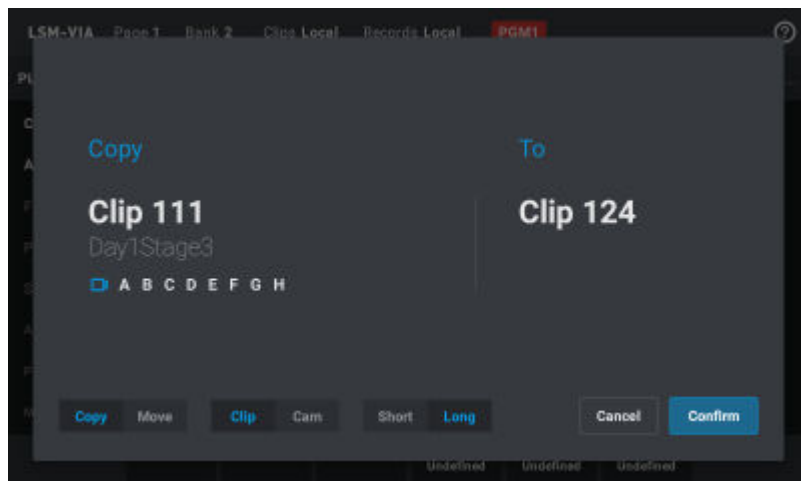 LSM-VIA Page 1 Bank 2 Clips Local Records Local PGM1
Copy
To
Clip 111
Clip 124
Day1Stage3
A B C D E F G H
Copy Move Clip Cam Short Long Cancel Confirm
Undefined Undefined Undefined